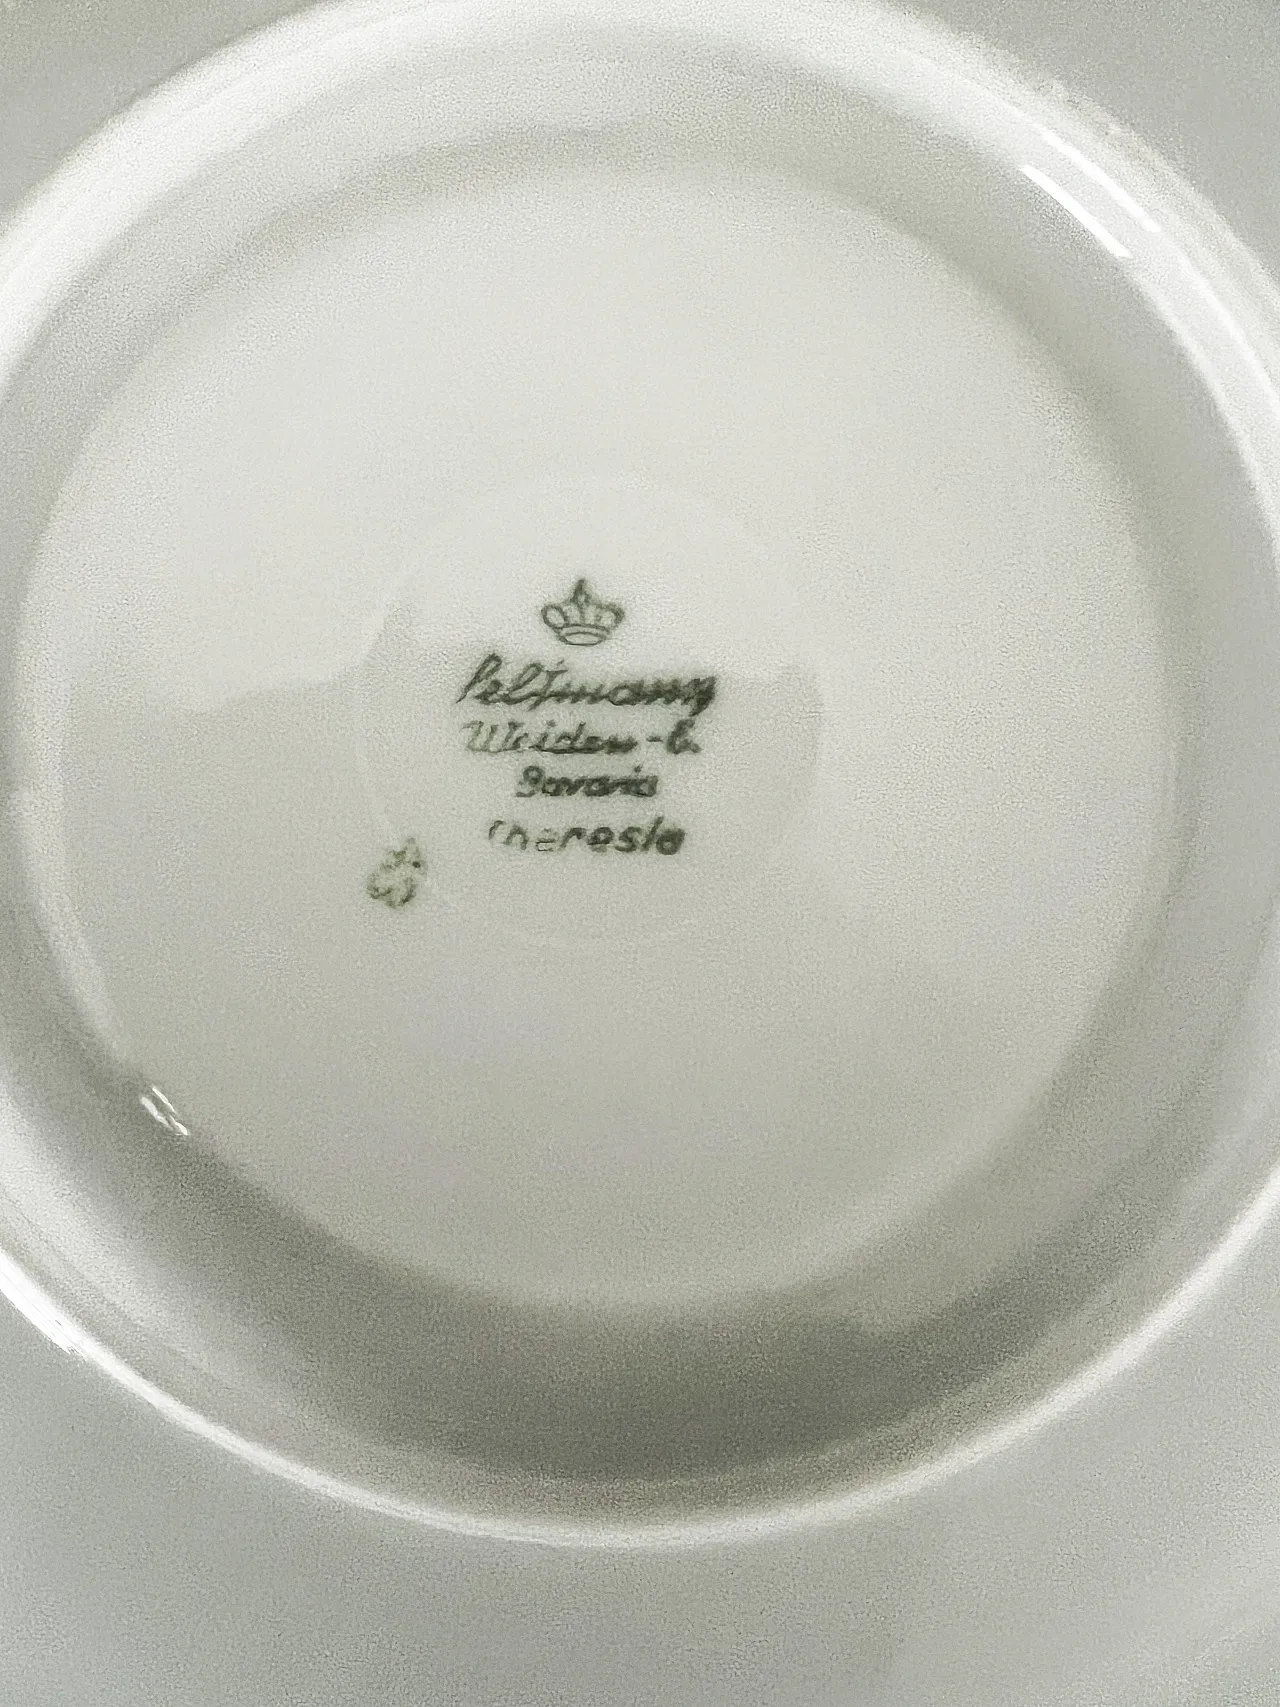 Seltmann
Weiden-O.
Bavaria
Theresia